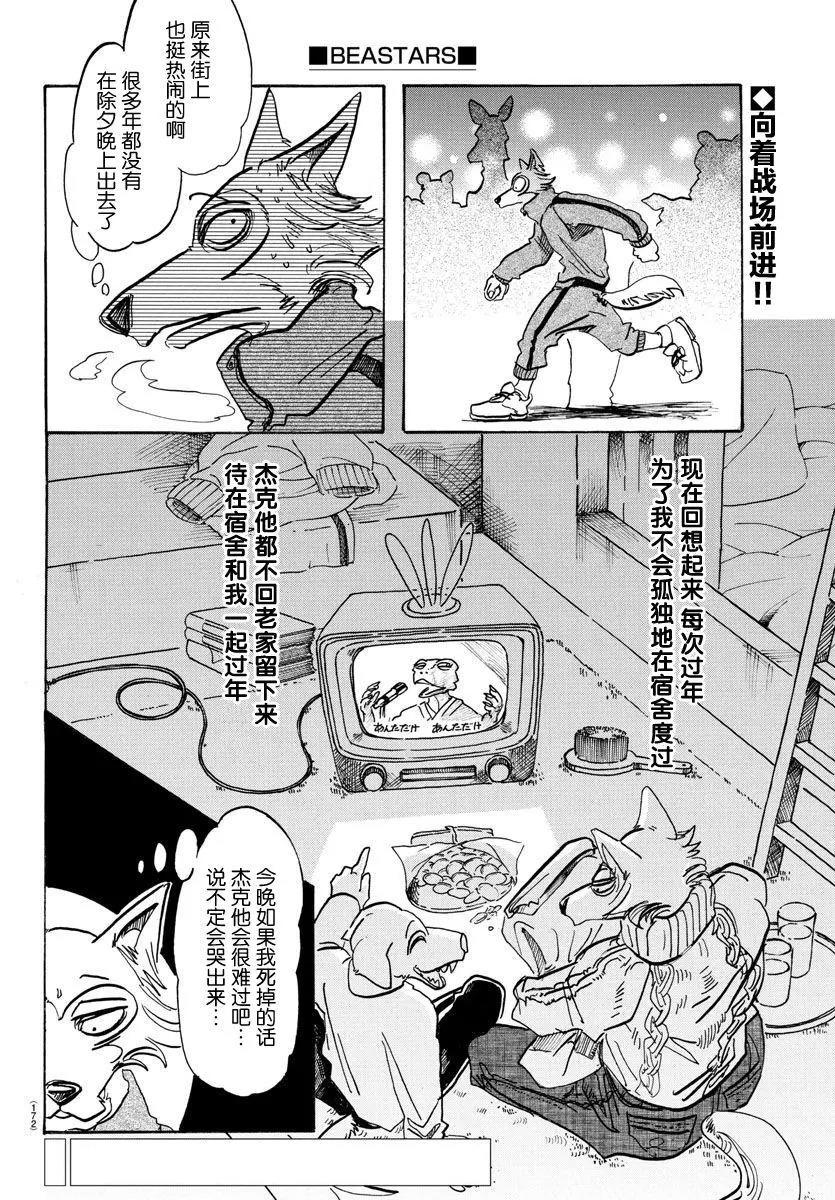 ■BEASTARS■
◆向着战场前进!!
原来街上
也挺热闹的啊
很多年都没有
在除夕晚上出去了
现在回想起来 每次过年
为了我不会孤独地在宿舍度过
杰克他都不回老家留下来
待在宿舍和我一起过年
あんただけ あんただけ
今晚如果我死掉的话
杰克他会很难过吧…
说不定会哭出来…
(172)